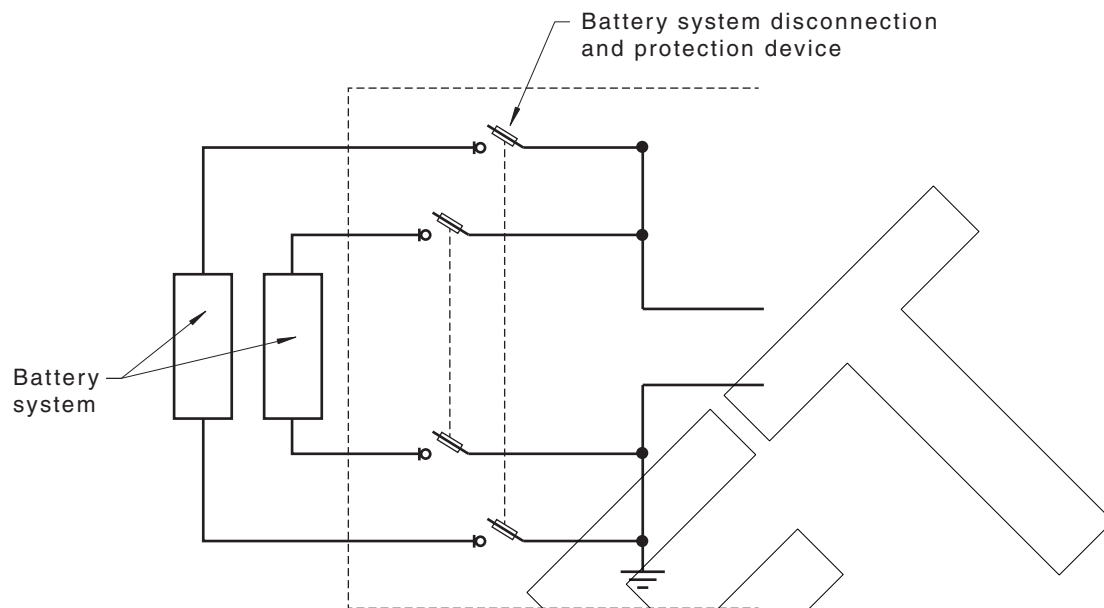 Battery system disconnection
and protection device
Battery
system